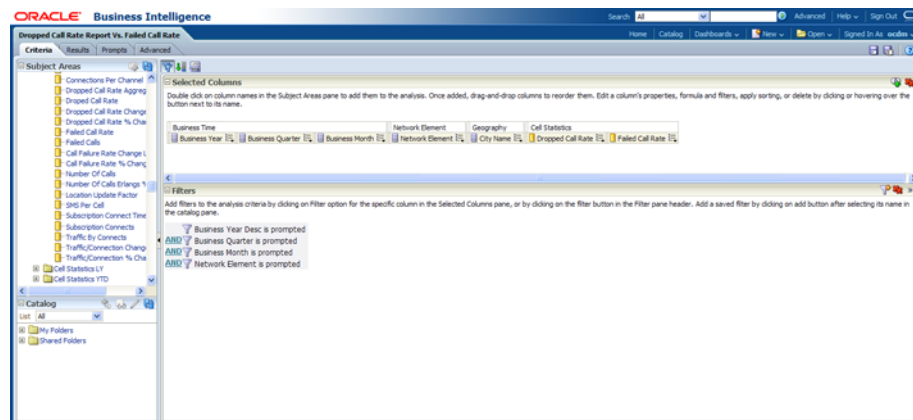 ORACLE Business Intelligence
Search All Advanced Help Sign Out
Dropped Call Rate Report Vs. Failed Call Rate
Home Catalog Dashboards New Open Signed In As ocdm
Criteria Results Prompts Advanced
Subject Areas
Connections Per Channel
Dropped Call Rate Aggreg
Droped Call Rate
Dropped Call Rate Change
Dropped Call Rate % Chan
Failed Call Rate
Failed Calls
Call Failure Rate Change L
Call Failure Rate % Chang
Number Of Calls
Number Of Calls Erlangs
Location Update Factor
SMS Per Cell
Subscription Connect Time
Subscription Connects
Traffic By Connects
Traffic/Connection Change
Traffic/Connection % Cha
Cell Statistics LY
Cell Statistics YTD
Catalog
List All
My Folders
Shared Folders
Selected Columns
Double click on column names in the Subject Areas pane to add them to the analysis. Once added, drag-and-drop columns to reorder them. Edit a column's properties, formula and filters, apply sorting, or delete by clicking or hovering over the
button next to its name.
Business Time Network Element Geography Cell Statistics
Business Year Business Quarter Business Month Network Element City Name Dropped Call Rate Failed Call Rate
Filters
Add filters to the analysis criteria by clicking on Filter option for the specific column in the Selected Columns pane, or by clicking on the filter button in the Filter pane header. Add a saved filter by clicking on add button after selecting its name in
the catalog pane.
Business Year Desc is prompted
AND Business Quarter is prompted
AND Business Month is prompted
AND Network Element is prompted